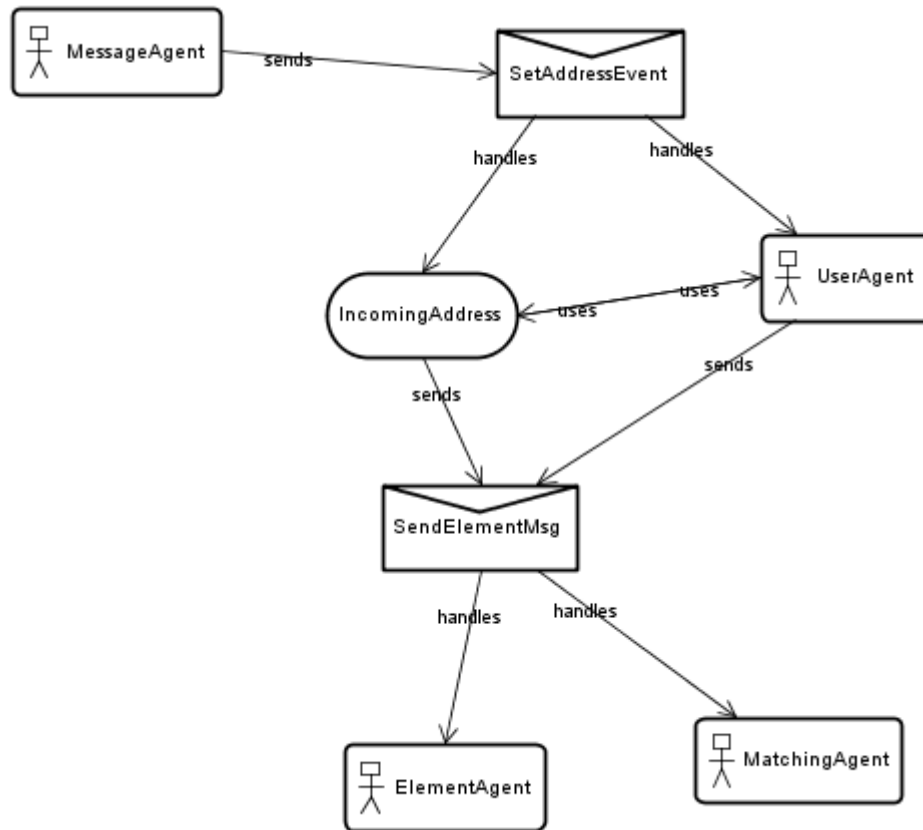 MessageAgent
sends
SetAddressEvent
handles
handles
UserAgent
IncomingAddress
uses
uses
sends
sends
SendElementMsg
handles
handles
ElementAgent
MatchingAgent